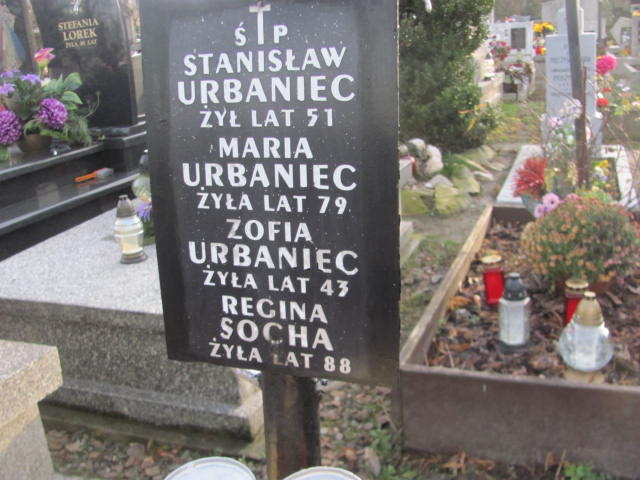 STEFANIA
LOREK
Ś P
STANISŁAW
URBANIEC
ŻYŁ LAT 51
MARIA
URBANIEC
ŻYŁA LAT 79
ZOFIA
URBANIEC
ŻYŁA LAT 43
REGINA
SOCHA
ŻYŁA LAT 88